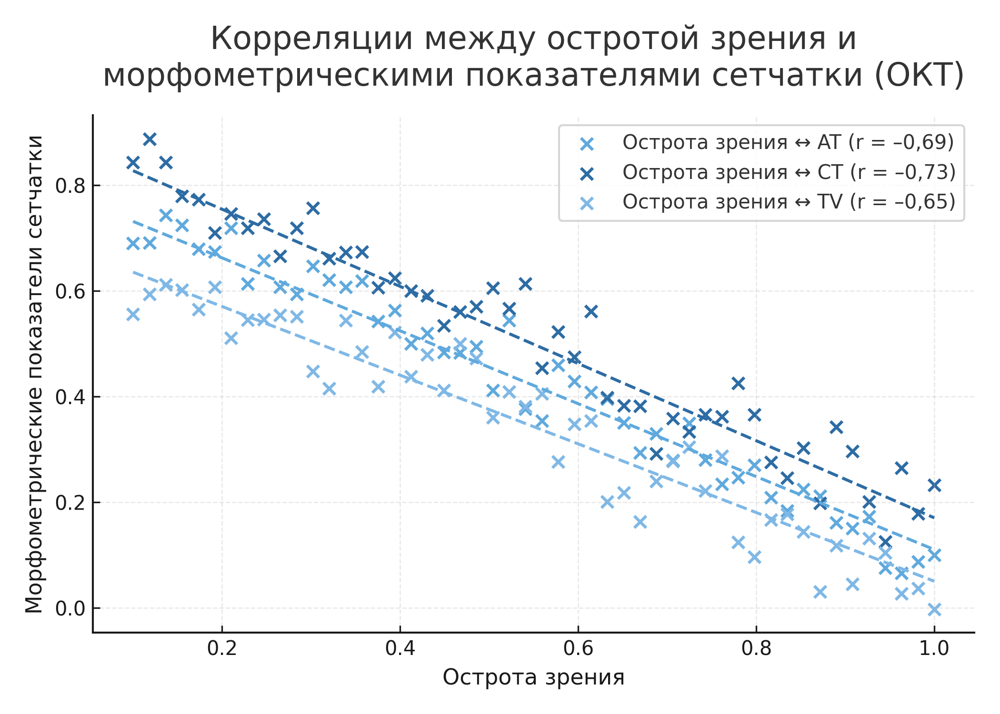 Корреляции между остротой зрения и
морфометрическими показателями сетчатки (ОКТ)
Морфометрические показатели сетчатки
0.8
0.6
0.4
0.2
0.0
Острота зрения ↔ AT (r = –0,69)
Острота зрения ↔ CT (r = –0,73)
Острота зрения ↔ TV (r = –0,65)
0.2
0.4
0.6
0.8
1.0
Острота зрения